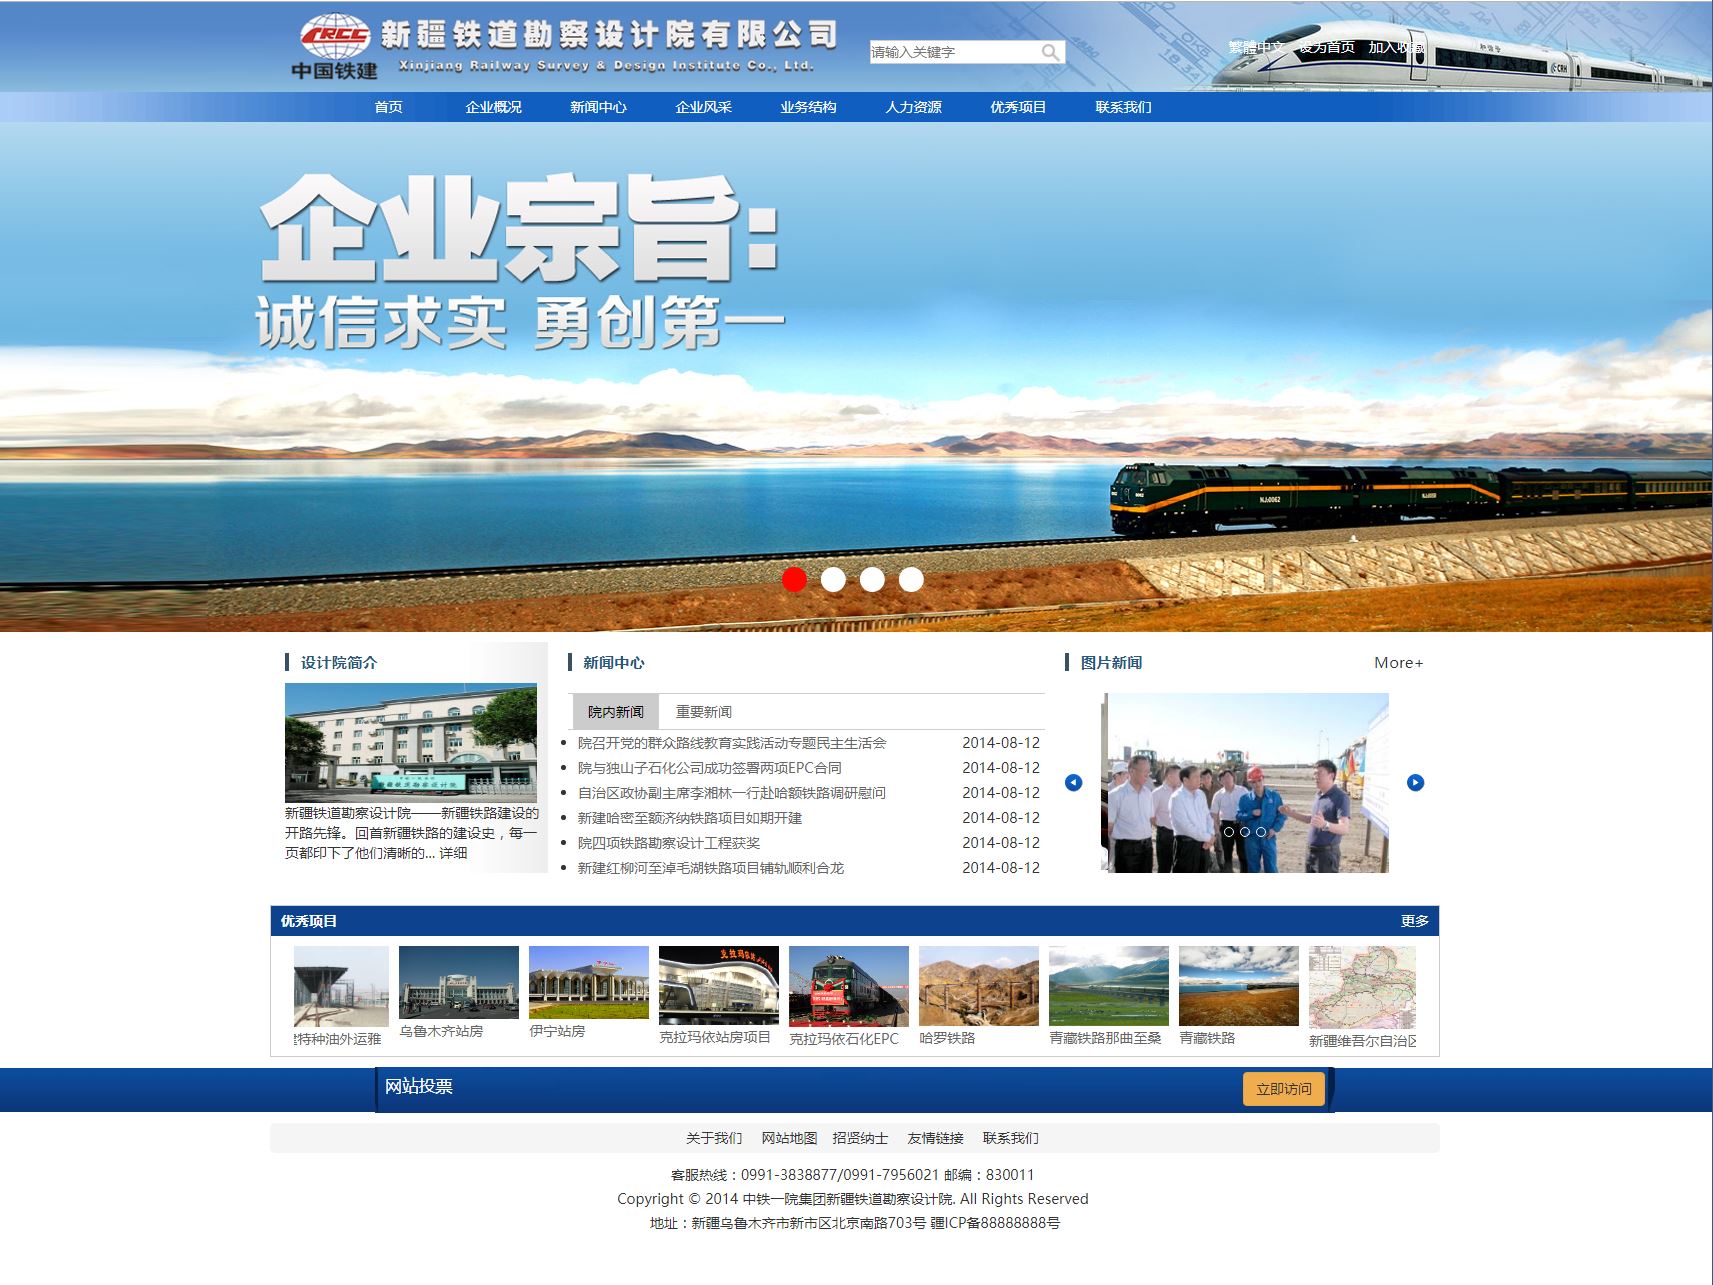 CRCC
中国铁建
新疆铁道勘察设计院有限公司
Xinjiang Railway Survey & Design Institute Co., Ltd.
请输入关键字
繁體中文 设为首页 加入收藏
和谐号
CRH
首页 企业概况 新闻中心 企业风采 业务结构 人力资源 优秀项目 联系我们
企业宗旨:
诚信求实 勇创第一
NJ20062
设计院简介
新疆铁道勘察设计院——新疆铁路建设的
开路先锋。回首新疆铁路的建设史，每一
页都印下了他们清晰的... 详细
新闻中心
院内新闻 重要新闻
院召开党的群众路线教育实践活动专题民主生活会 2014-08-12
院与独山子石化公司成功签署两项EPC合同 2014-08-12
自治区政协副主席李湘林一行赴哈额铁路调研慰问 2014-08-12
新建哈密至额济纳铁路项目如期开建 2014-08-12
院四项铁路勘察设计工程获奖 2014-08-12
新建红柳河至淖毛湖铁路项目铺轨顺利合龙 2014-08-12
图片新闻 More+
优秀项目 更多
特种油外运雅 乌鲁木齐站房 伊宁站房 克拉玛依站房项目 克拉玛依石化EPC 哈罗铁路 青藏铁路那曲至桑 青藏铁路 新疆维吾尔自治区
网站投票 立即访问
关于我们 网站地图 招贤纳士 友情链接 联系我们
客服热线：0991-3838877/0991-7956021 邮编：830011
Copyright © 2014 中铁一院集团新疆铁道勘察设计院. All Rights Reserved
地址：新疆乌鲁木齐市新市区北京南路703号 疆ICP备88888888号